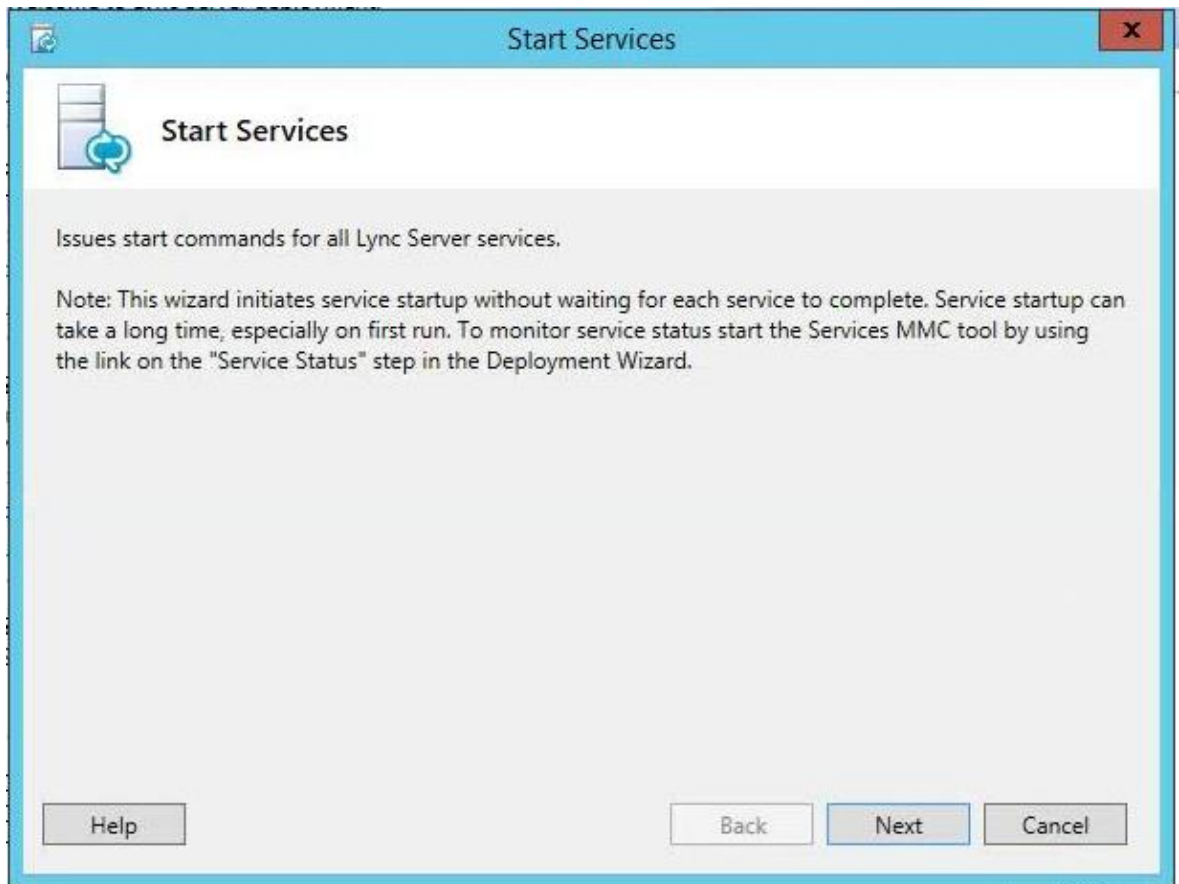 Start Services
x
Start Services
Issues start commands for all Lync Server services.
Note: This wizard initiates service startup without waiting for each service to complete. Service startup can
take a long time, especially on first run. To monitor service status start the Services MMC tool by using
the link on the "Service Status" step in the Deployment Wizard.
Help Back Next Cancel